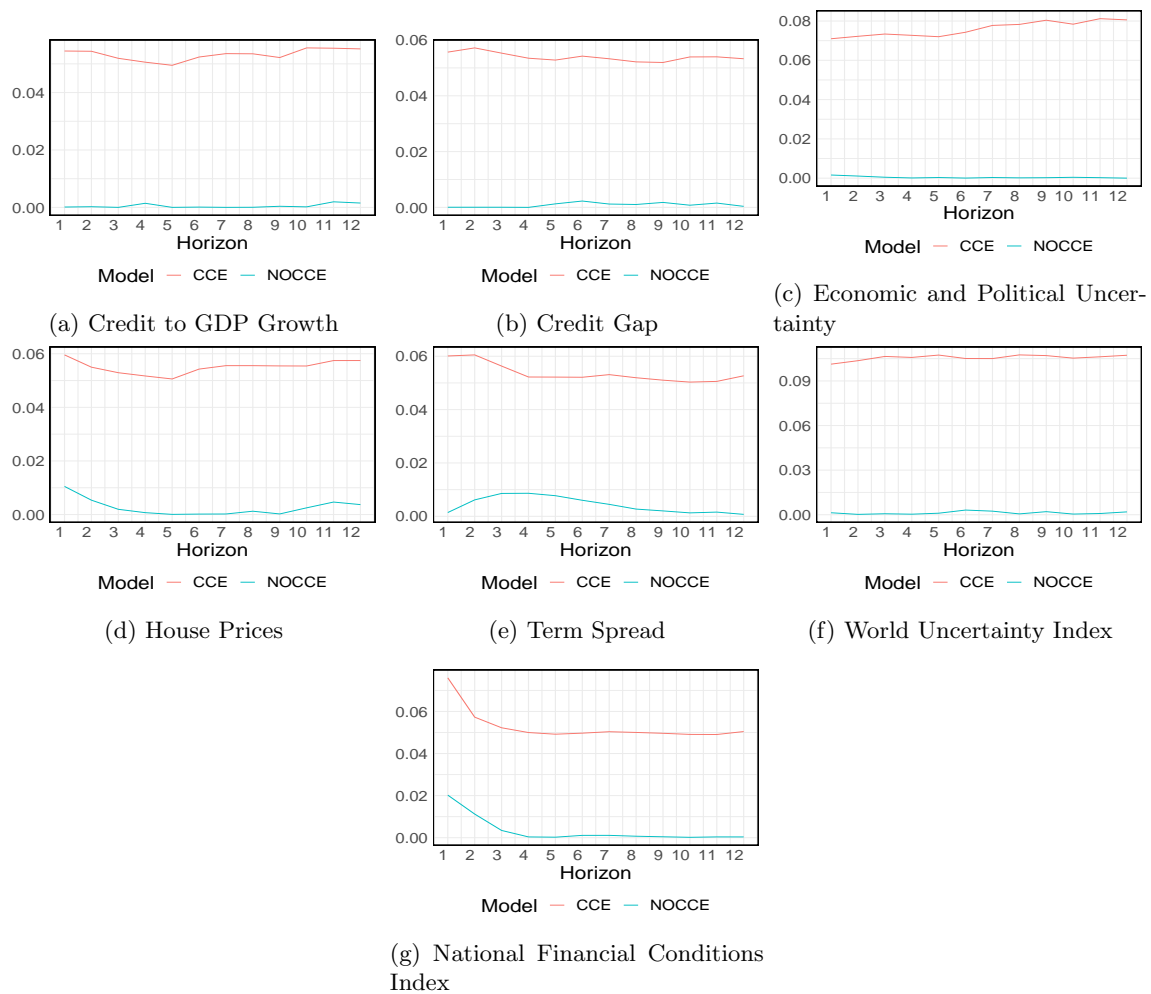 0.04
0.02
0.00
1 2 3 4 5 6 7 8 9 10 11 12
Horizon
Model CCE NOCCE
(a) Credit to GDP Growth
0.06
0.04
0.02
0.00
1 2 3 4 5 6 7 8 9 10 11 12
Horizon
Model CCE NOCCE
(b) Credit Gap
0.08
0.06
0.04
0.02
0.00
1 2 3 4 5 6 7 8 9 10 11 12
Horizon
Model CCE NOCCE
(c) Economic and Political Uncer-
tainty
0.06
0.04
0.02
0.00
1 2 3 4 5 6 7 8 9 10 11 12
Horizon
Model CCE NOCCE
(d) House Prices
0.06
0.04
0.02
0.00
1 2 3 4 5 6 7 8 9 10 11 12
Horizon
Model CCE NOCCE
(e) Term Spread
0.09
0.06
0.03
0.00
1 2 3 4 5 6 7 8 9 10 11 12
Horizon
Model CCE NOCCE
(f) World Uncertainty Index
0.06
0.04
0.02
0.00
1 2 3 4 5 6 7 8 9 10 11 12
Horizon
Model CCE NOCCE
(g) National Financial Conditions
Index